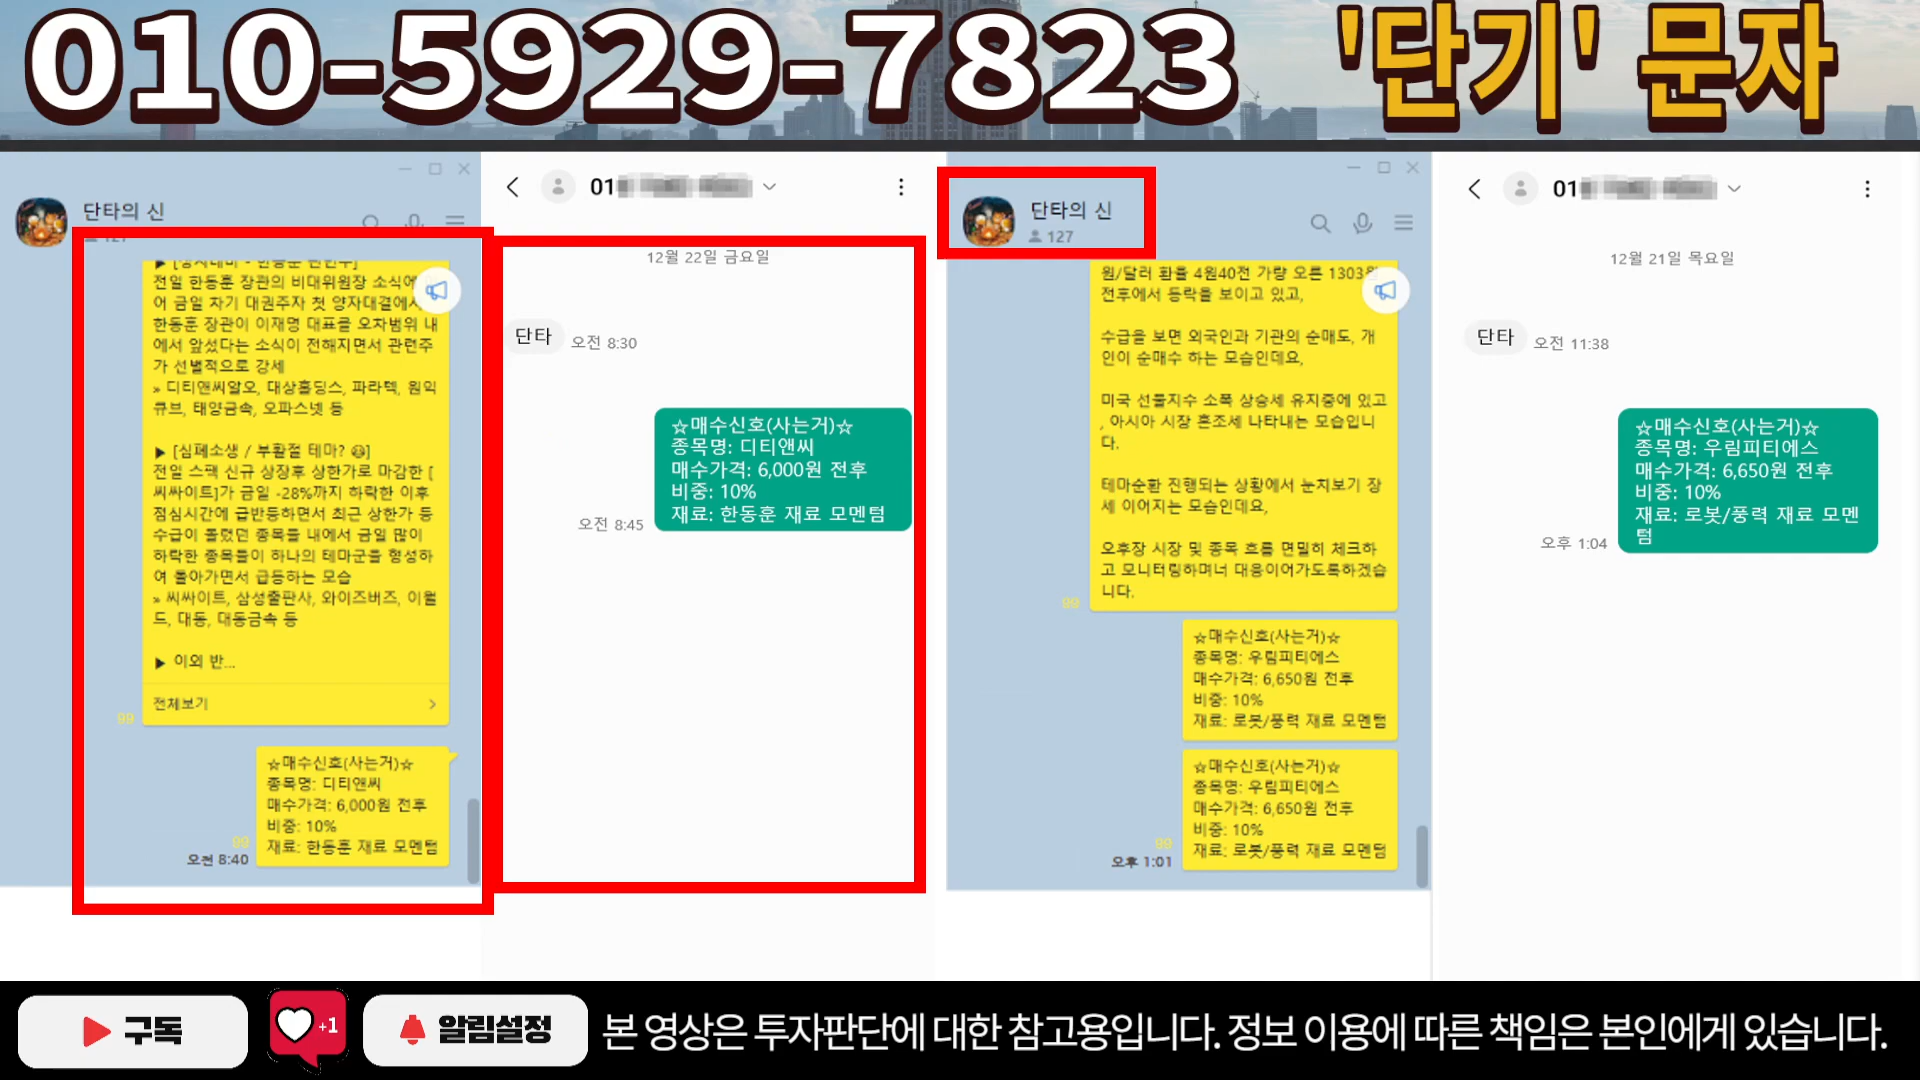 010-5929-7823 '단기' 문자
단타의 신
전일 한동훈 장관의 비대위원장 소식에
어 금일 차기 대권주자 첫 양자대결에서
한동훈 장관이 이재명 대표를 오차범위 내
에서 앞섰다는 소식이 전해지면서 관련주
가 선별적으로 강세
» 디티앤씨알오, 대상홀딩스, 파라텍, 원익
큐브, 태양금속, 오파스넷 등
▶ [심폐소생 / 부활절 테마? ]
전일 스팩 신규 상장후 상한가로 마감한 [
씨싸이트]가 금일 -28%까지 하락한 이후
점심시간에 급반등하면서 최근 상한가 등
수급이 몰렸던 종목들 내에서 금일 많이
하락한 종목들이 하나의 테마군을 형성하
여 돌아가면서 급등하는 모습
» 씨싸이트, 삼성출판사, 와이즈버즈, 이월
드, 대동, 대동금속 등
▶ 이외 반...
전체보기
99
☆매수신호(사는거)☆
종목명: 디티앤씨
매수가격: 6,000원 전후
비중: 10%
재료: 한동훈 재료 모멘텀
99
오전 8:40
01
12월 22일 금요일
단타 오전 8:30
☆매수신호(사는거)☆
종목명: 디티앤씨
매수가격: 6,000원 전후
비중: 10%
재료: 한동훈 재료 모멘텀
오전 8:45
단타의 신
127
원/달러 환율 4원40전 가량 오른 1303원
전후에서 등락을 보이고 있고,
수급을 보면 외국인과 기관의 순매도, 개
인이 순매수 하는 모습인데요,
미국 선물지수 소폭 상승세 유지중에 있고
, 아시아 시장 혼조세 나타내는 모습입니
다.
테마순환 진행되는 상황에서 눈치보기 장
세 이어지는 모습인데요,
오후장 시장 및 종목 흐름 면밀히 체크하
고 모니터링하며너 대응이어가도록하겠습
니다.
99
☆매수신호(사는거)☆
종목명: 우림피티에스
매수가격: 6,650원 전후
비중: 10%
재료: 로봇/풍력 재료 모멘텀
☆매수신호(사는거)☆
종목명: 우림피티에스
매수가격: 6,650원 전후
비중: 10%
재료: 로봇/풍력 재료 모멘텀
99
오후 1:01
01
12월 21일 목요일
단타 오전 11:38
☆매수신호(사는거)☆
종목명: 우림피티에스
매수가격: 6,650원 전후
비중: 10%
재료: 로봇/풍력 재료 모멘
텀
오후 1:04
구독 +1 알림설정 본 영상은 투자판단에 대한 참고용입니다. 정보 이용에 따른 책임은 본인에게 있습니다.